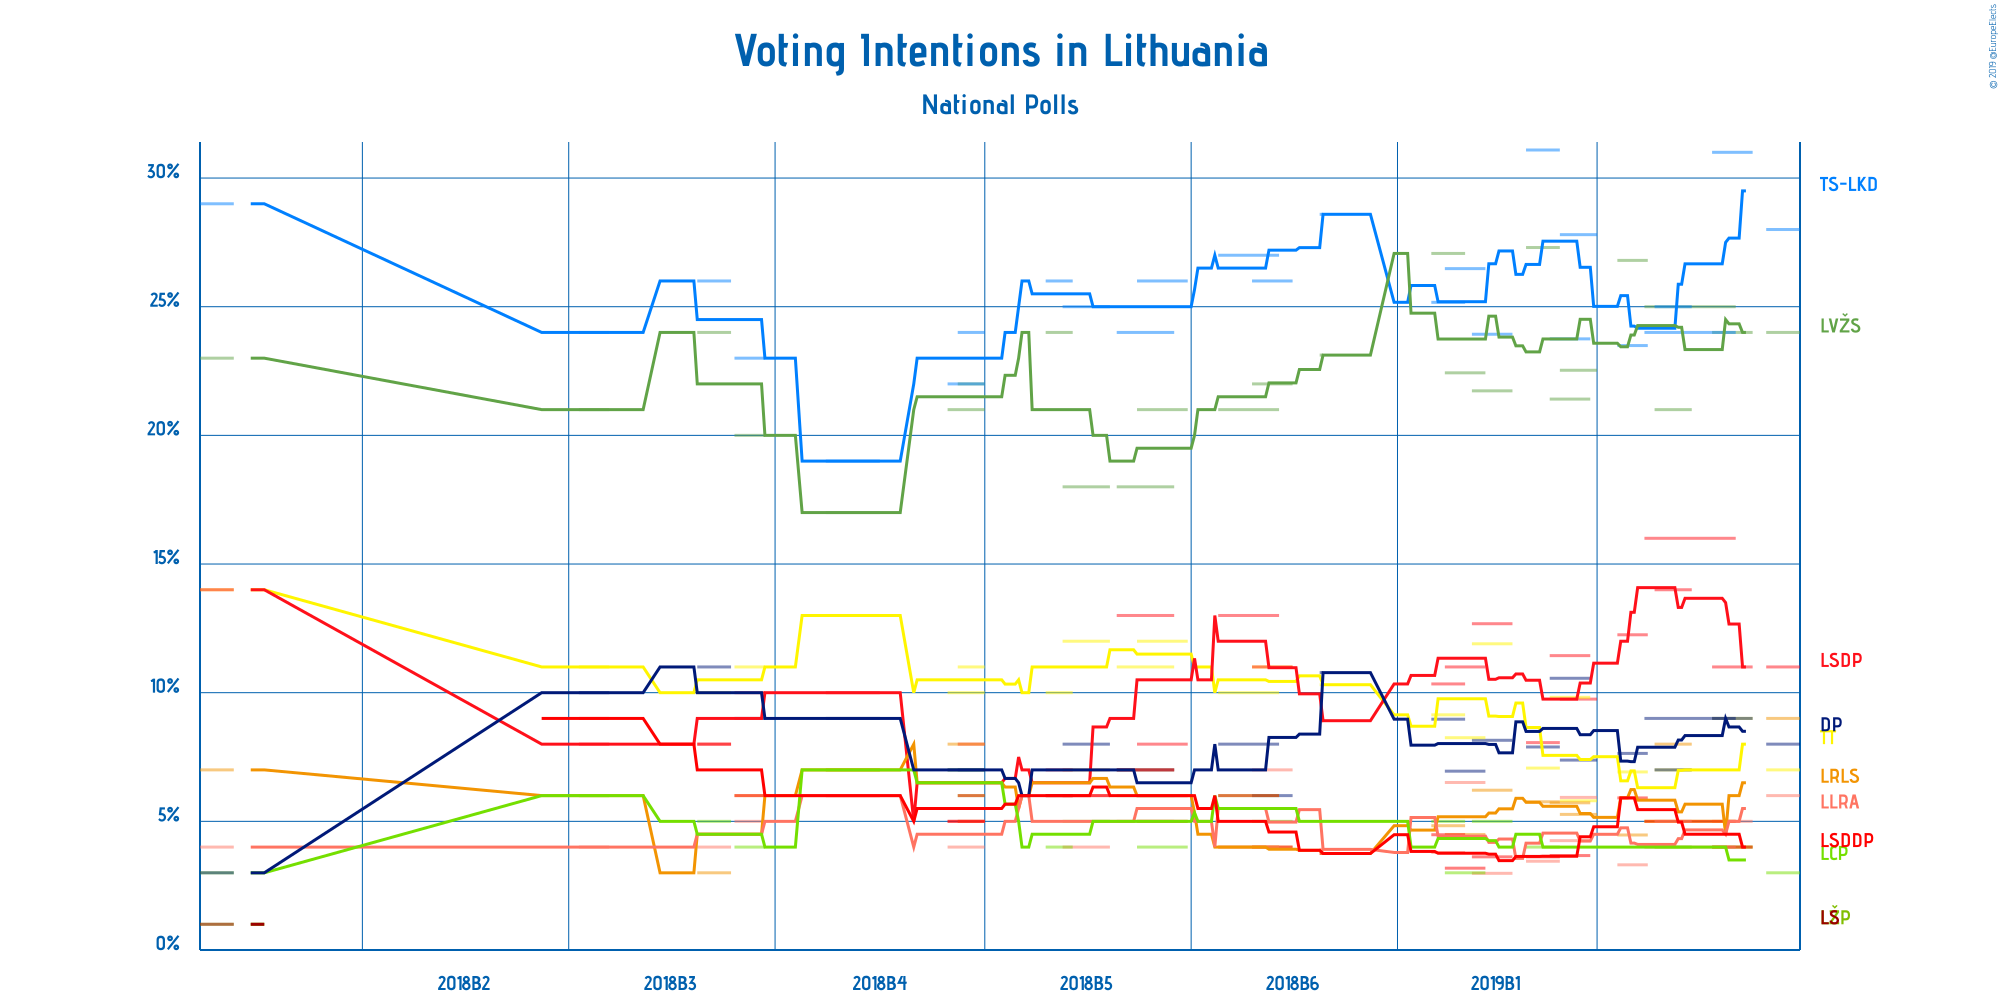 © 2019 @EuropeElects
Voting Intentions in Lithuania
National Polls
30%
25%
20%
15%
10%
5%
0%
TS-LKD
LVŽS
LSDP
DP
TT
LRLS
LLRA
LSDDP
LCP
LS
2018B2
2018B3
2018B4
2018B5
2018B6
2019B1